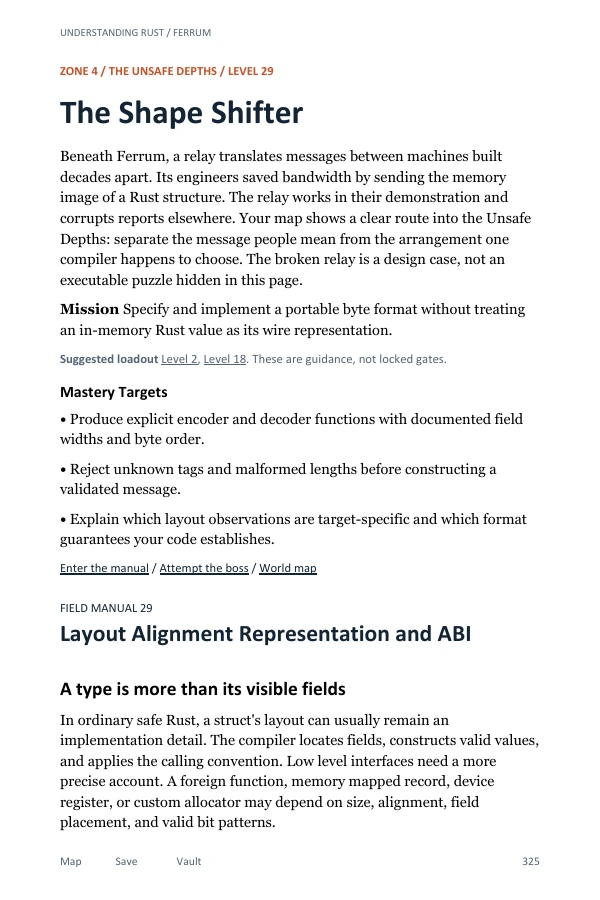 UNDERSTANDING RUST / FERRUM
ZONE 4 / THE UNSAFE DEPTHS / LEVEL 29
The Shape Shifter
Beneath Ferrum, a relay translates messages between machines built
decades apart. Its engineers saved bandwidth by sending the memory
image of a Rust structure. The relay works in their demonstration and
corrupts reports elsewhere. Your map shows a clear route into the Unsafe
Depths: separate the message people mean from the arrangement one
compiler happens to choose. The broken relay is a design case, not an
executable puzzle hidden in this page.
Mission Specify and implement a portable byte format without treating
an in-memory Rust value as its wire representation.
Suggested loadout Level 2, Level 18. These are guidance, not locked gates.
Mastery Targets
• Produce explicit encoder and decoder functions with documented field
widths and byte order.
• Reject unknown tags and malformed lengths before constructing a
validated message.
• Explain which layout observations are target-specific and which format
guarantees your code establishes.
Enter the manual / Attempt the boss / World map
FIELD MANUAL 29
Layout Alignment Representation and ABI
A type is more than its visible fields
In ordinary safe Rust, a struct's layout can usually remain an
implementation detail. The compiler locates fields, constructs valid values,
and applies the calling convention. Low level interfaces need a more
precise account. A foreign function, memory mapped record, device
register, or custom allocator may depend on size, alignment, field
placement, and valid bit patterns.
Map Save Vault 325